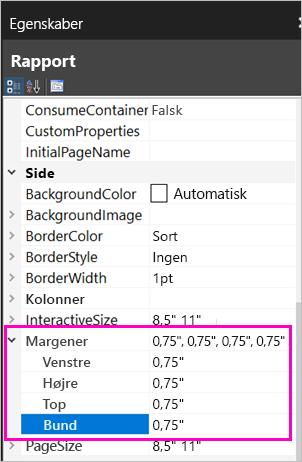 Egenskaber
Rapport
ConsumeContainer Falsk
CustomProperties
InitialPageName
Side
BackgroundColor Automatisk
BackgroundImage
BorderColor Sort
BorderStyle Ingen
BorderWidth 1pt
Kolonner
InteractiveSize 8,5" 11"
Margener 0,75", 0,75", 0,75", 0,75"
Venstre 0,75"
Højre 0,75"
Top 0,75"
Bund 0,75"
PageSize 8,5" 11"